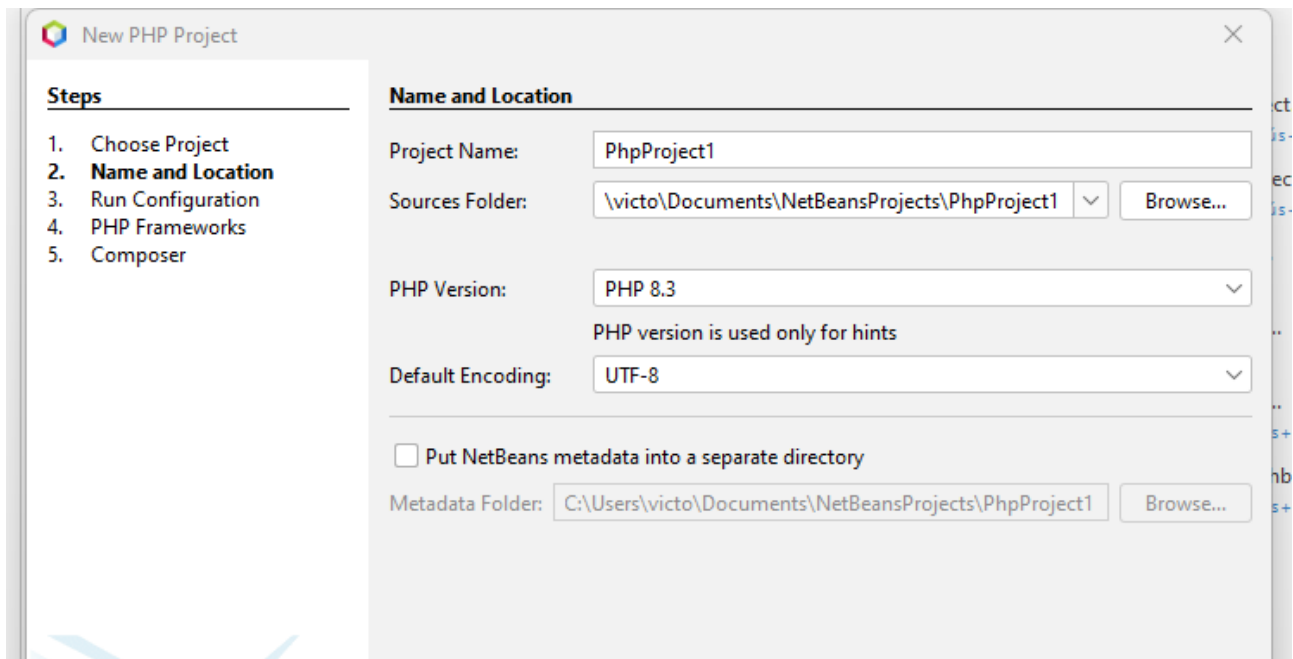 New PHP Project
Steps
1. Choose Project
2. Name and Location
3. Run Configuration
4. PHP Frameworks
5. Composer
Name and Location
Project Name: PhpProject1
Sources Folder: \victo\Documents\NetBeansProjects\PhpProject1 Browse...
PHP Version: PHP 8.3
PHP version is used only for hints
Default Encoding: UTF-8
Put NetBeans metadata into a separate directory
Metadata Folder: C:\Users\victo\Documents\NetBeansProjects\PhpProject1 Browse...